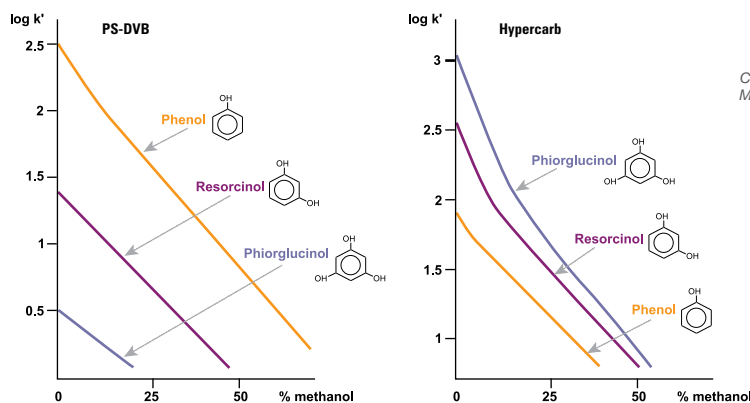 log k'
PS-DVB
2.5
2
1.5
1
0.5
0
25
50
% methanol
OH
Phenol
OH
Resorcinol
OH
OH
Phiorglucinol
OH
OH
log k'
Hypercarb
3
2.5
2
1.5
1
0
25
50
% methanol
OH
Phiorglucinol
OH
OH
OH
Resorcinol
OH
OH
Phenol
C
M